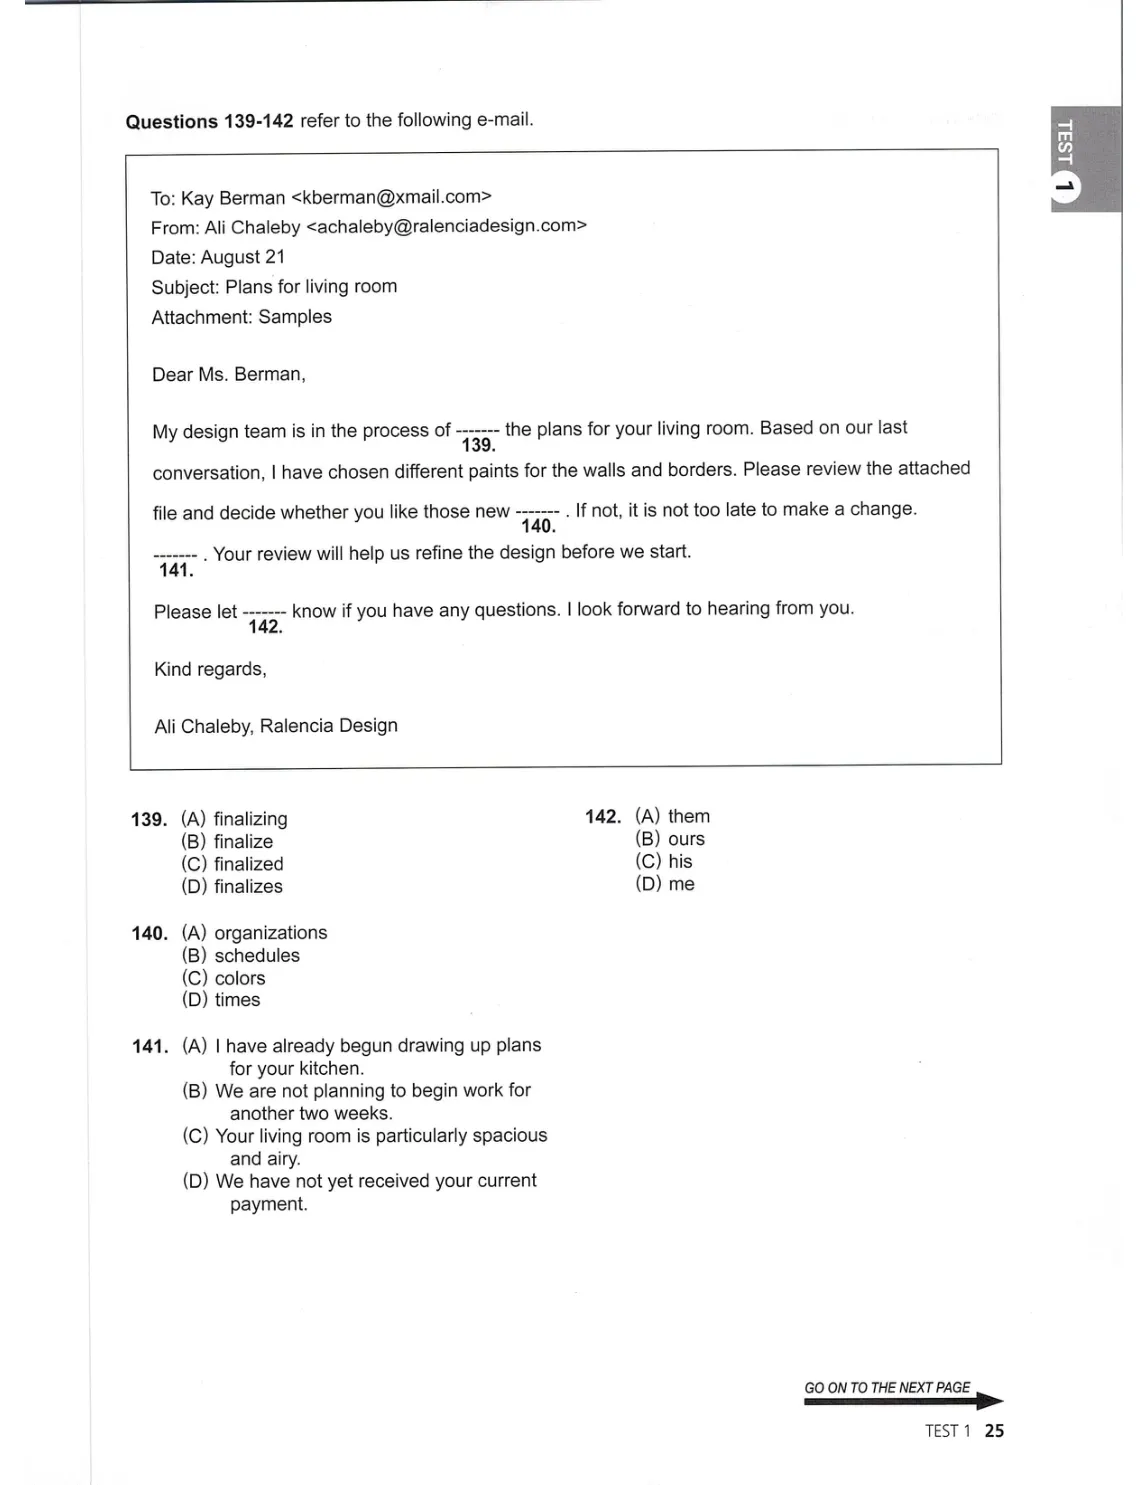 Questions 139-142 refer to the following e-mail.
TEST 1
To: Kay Berman <kberman@xmail.com>
From: Ali Chaleby <achaleby@ralenciadesign.com>
Date: August 21
Subject: Plans for living room
Attachment: Samples
Dear Ms. Berman,
My design team is in the process of ------- the plans for your living room. Based on our last
139.
conversation, I have chosen different paints for the walls and borders. Please review the attached
file and decide whether you like those new ------- . If not, it is not too late to make a change.
140.
------- . Your review will help us refine the design before we start.
141.
Please let ------- know if you have any questions. I look forward to hearing from you.
142.
Kind regards,
Ali Chaleby, Ralencia Design
139. (A) finalizing
(B) finalize
(C) finalized
(D) finalizes
140. (A) organizations
(B) schedules
(C) colors
(D) times
141. (A) I have already begun drawing up plans
for your kitchen.
(B) We are not planning to begin work for
another two weeks.
(C) Your living room is particularly spacious
and airy.
(D) We have not yet received your current
payment.
142. (A) them
(B) ours
(C) his
(D) me
GO ON TO THE NEXT PAGE
TEST 1 25